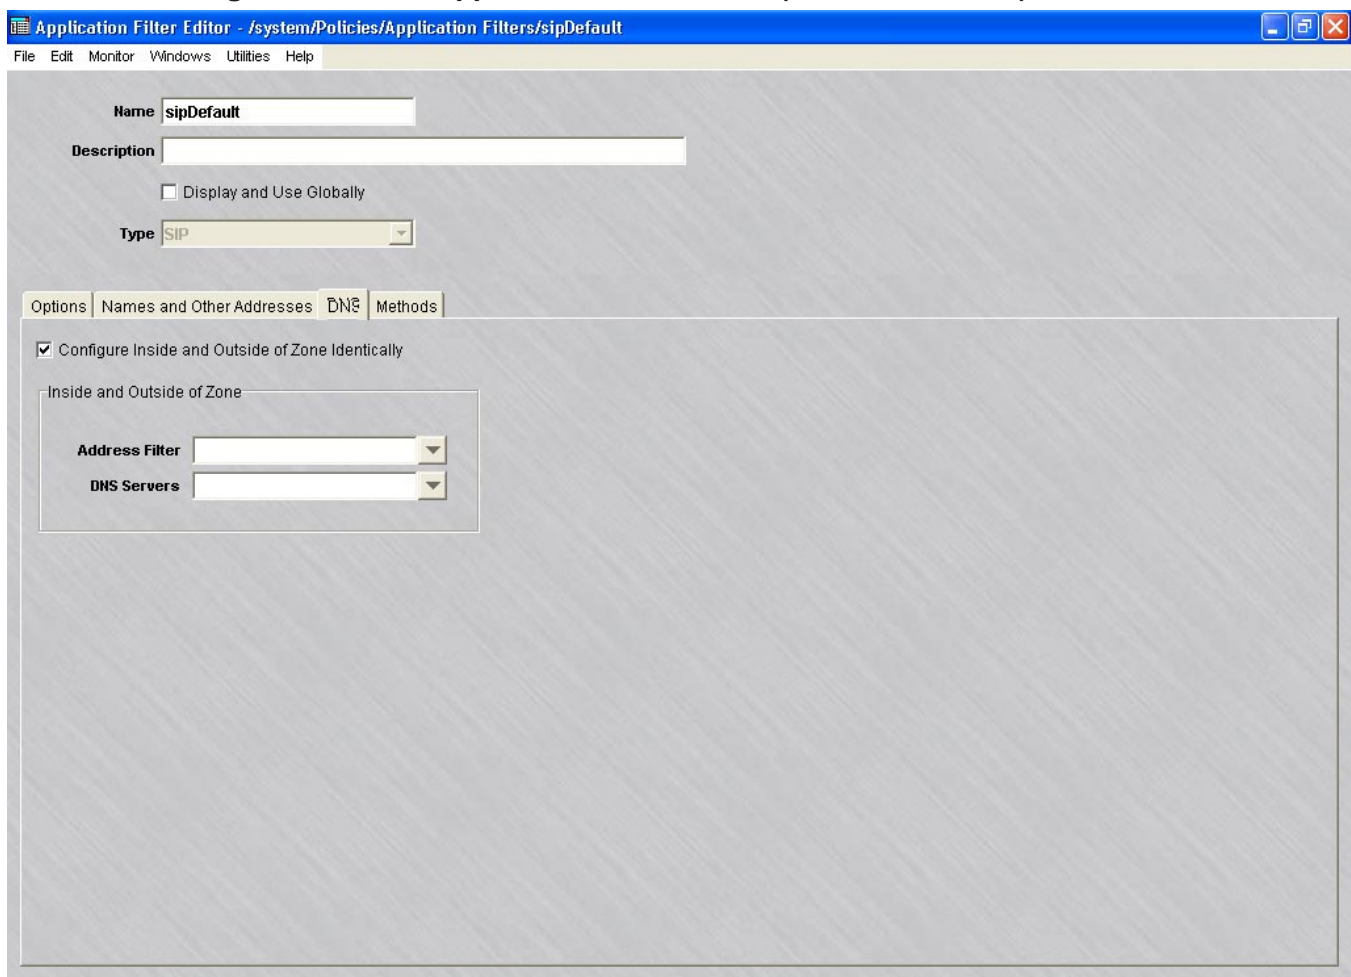 Application Filter Editor - /system/Policies/Application Filters/sipDefault
File Edit Monitor Windows Utilities Help
Name sipDefault
Description
Display and Use Globally
Type SIP
Options Names and Other Addresses DNS Methods
Configure Inside and Outside of Zone Identically
Inside and Outside of Zone
Address Filter
DNS Servers